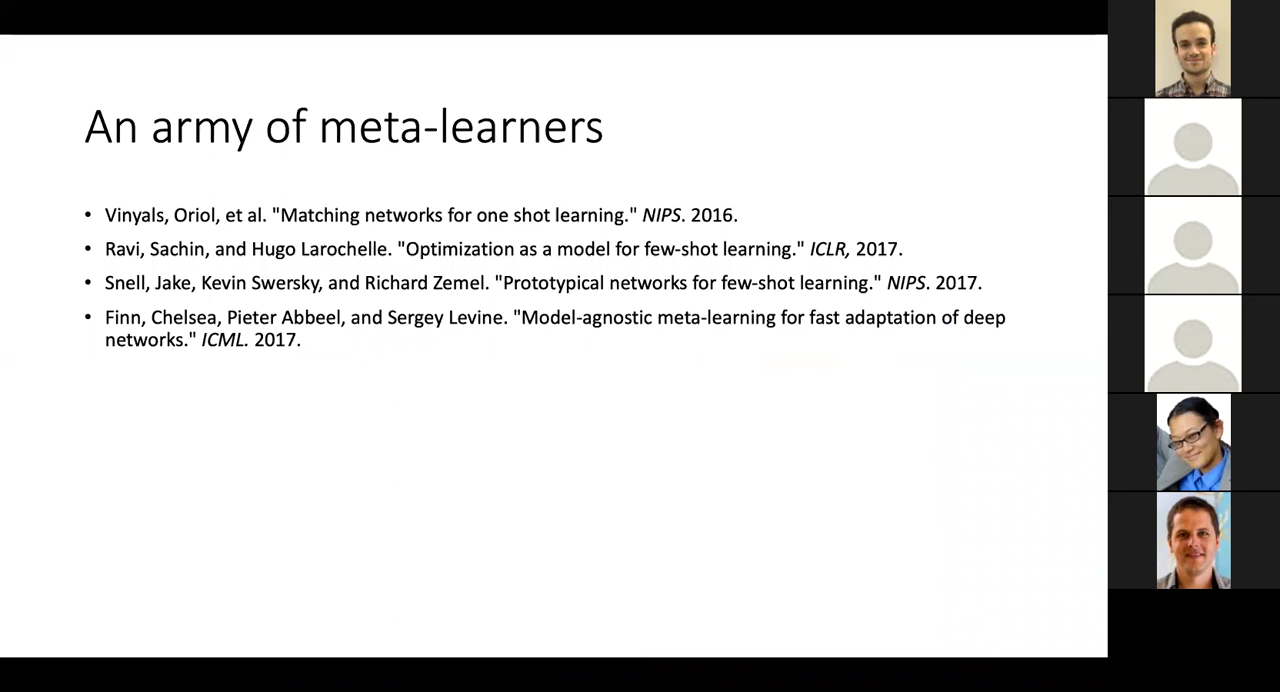 An army of meta-learners
• Vinyals, Oriol, et al. "Matching networks for one shot learning." NIPS. 2016.
• Ravi, Sachin, and Hugo Larochelle. "Optimization as a model for few-shot learning." ICLR, 2017.
• Snell, Jake, Kevin Swersky, and Richard Zemel. "Prototypical networks for few-shot learning." NIPS. 2017.
• Finn, Chelsea, Pieter Abbeel, and Sergey Levine. "Model-agnostic meta-learning for fast adaptation of deep
networks." ICML. 2017.